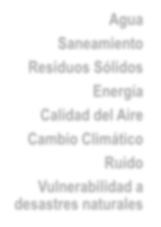 Agua
Saneamiento
Residuos Sólidos
Energía
Calidad del Aire
Cambio Climático
Ruido
Vulnerabilidad a
desastres naturales